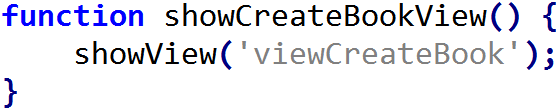 function showCreateBookView() {
    showView('viewCreateBook');
}